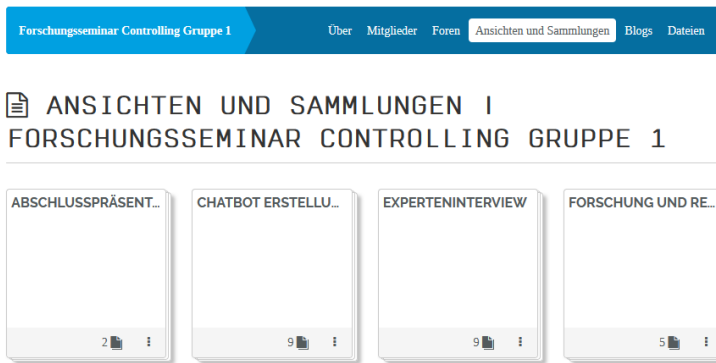 Forschungsseminar Controlling Gruppe 1
Über Mitglieder Foren Ansichten und Sammlungen Blogs Dateien
ANSICHTEN UND SAMMLUNGEN |
FORSCHUNGSSEMINAR CONTROLLING GRUPPE 1
ABSCHLUSSPRÄSENT...
CHATBOT ERSTELLU...
EXPERTENINTERVIEW
FORSCHUNG UND RE...
2
9
9
5